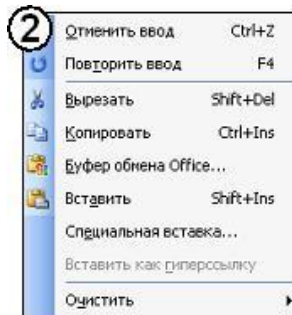 2
Отменить ввод Ctrl+Z
Повторить ввод F4
Вырезать Shift+Del
Копировать Ctrl+Ins
Буфер обмена Office...
Вставить Shift+Ins
Специальная вставка...
Вставить как гиперссылку
Очистить